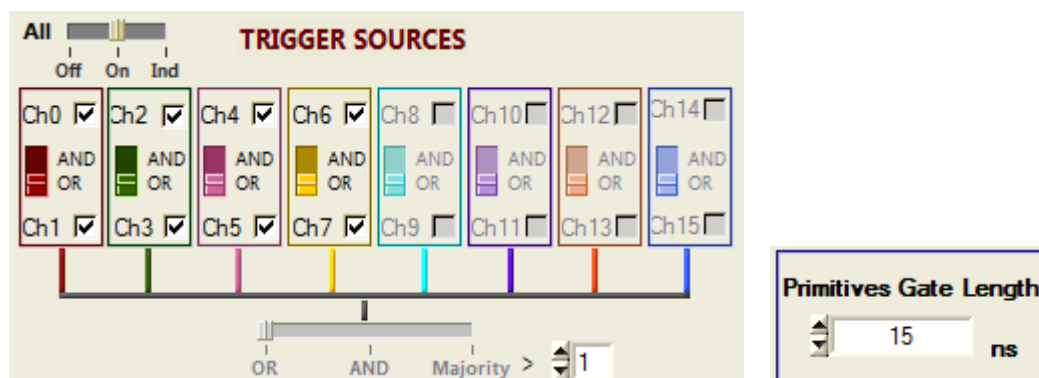 All
TRIGGER SOURCES
Off On Ind
Ch0 Ch2 Ch4 Ch6 Ch8 Ch10 Ch12 Ch14
AND AND AND AND AND AND AND AND
OR OR OR OR OR OR OR OR
Ch1 Ch3 Ch5 Ch7 Ch9 Ch11 Ch13 Ch15
OR AND Majority > 1
Primitives Gate Length
15 ns